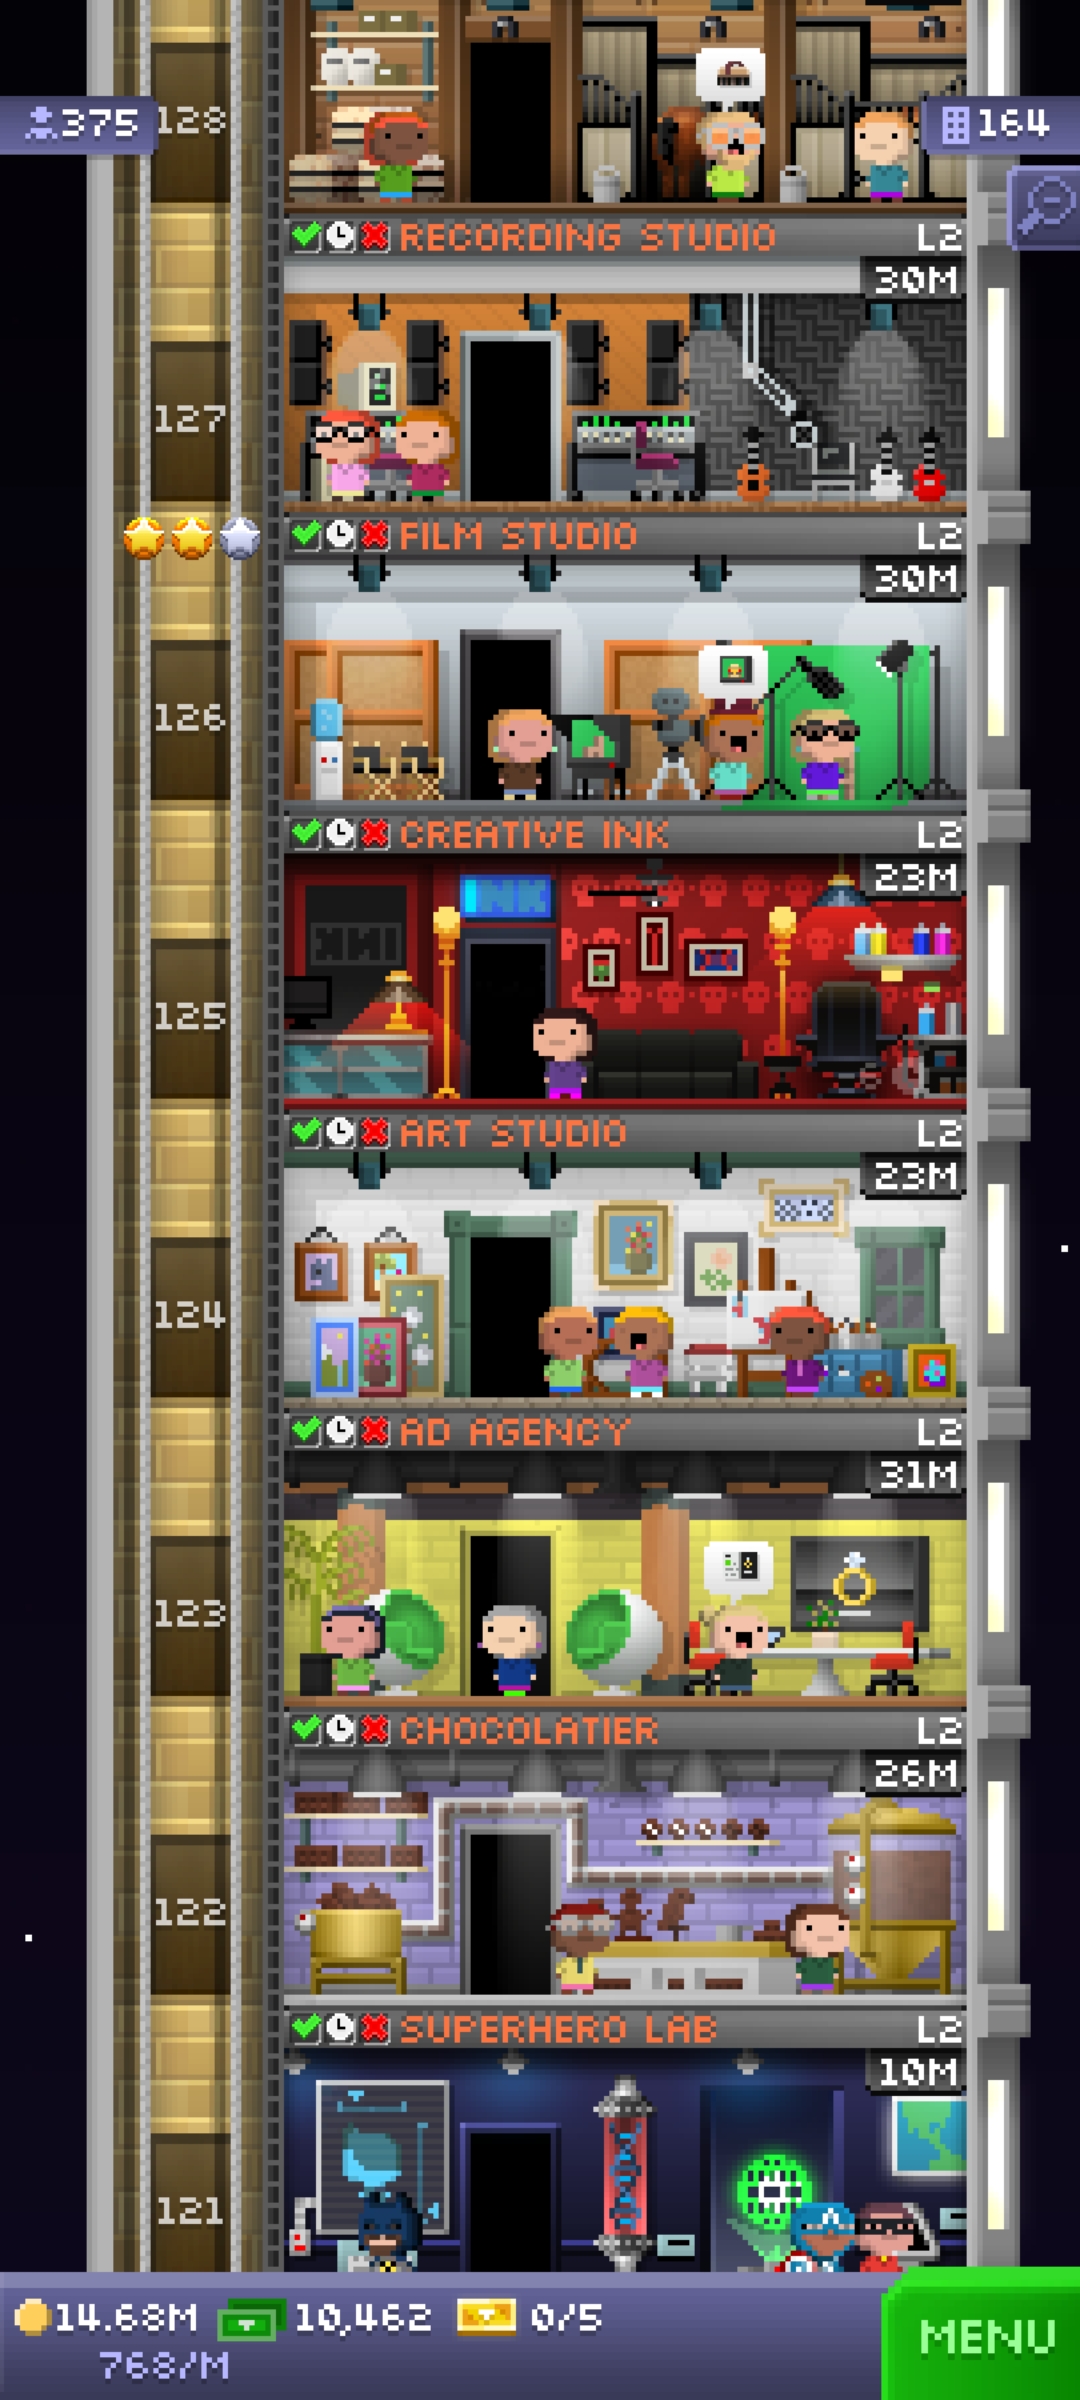 375
128
164
RECORDING STUDIO L2
30M
127
FILM STUDIO L2
30M
126
CREATIVE INK L2
23M
INK
125
ART STUDIO L2
23M
124
AD AGENCY L2
31M
123
CHOCOLATIER L2
26M
122
SUPERHERO LAB L2
10M
121
14.68M 10,462 0/5
768/M
MENU